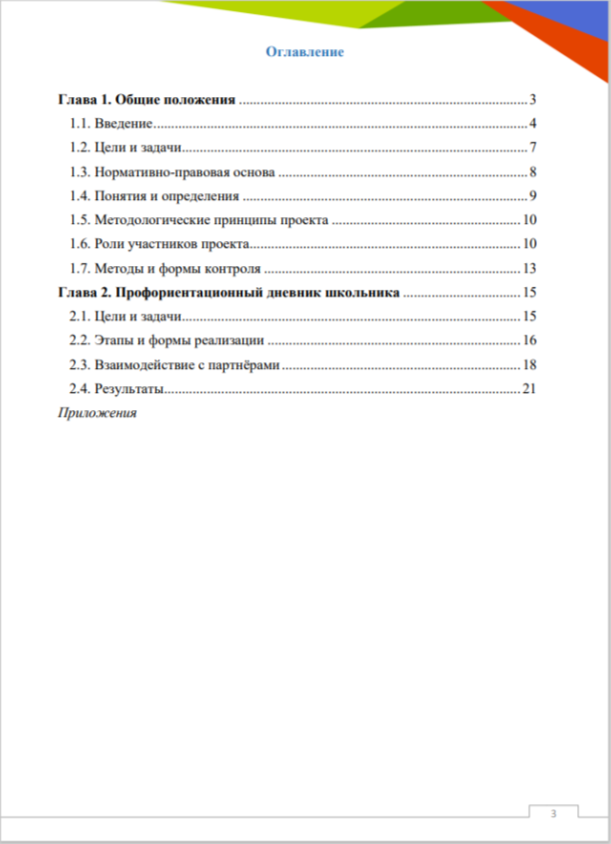 Оглавление
Глава 1. Общие положения ........ 3
1.1. Введение........ 4
1.2. Цели и задачи........ 7
1.3. Нормативно-правовая основа ........ 8
1.4. Понятия и определения ........ 9
1.5. Методологические принципы проекта ........ 10
1.6. Роли участников проекта........ 10
1.7. Методы и формы контроля ........ 13
Глава 2. Профориентационный дневник школьника ........ 15
2.1. Цели и задачи........ 15
2.2. Этапы и формы реализации ........ 16
2.3. Взаимодействие с партнёрами ........ 18
2.4. Результаты........ 21
Приложения
3